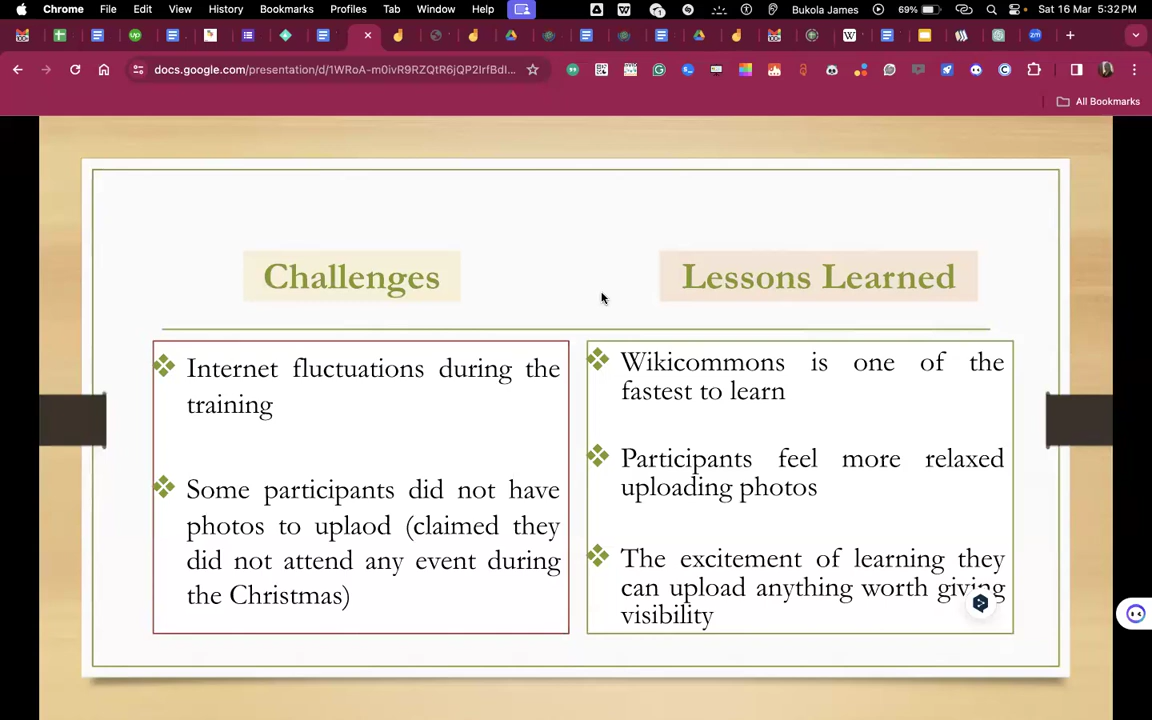 Chrome File Edit View History Bookmarks Profiles Tab Window Help Bukola James 69% Sat 16 Mar 5:32 PM
docs.google.com/presentation/d/1WRoA-m0ivR9RZQtR6jQP2IrfBdI...
All Bookmarks
Challenges
Internet fluctuations during the
training
Some participants did not have
photos to uplaod (claimed they
did not attend any event during
the Christmas)
Lessons Learned
Wikicommons is one of the
fastest to learn
Participants feel more relaxed
uploading photos
The excitement of learning they
can upload anything worth giving
visibility